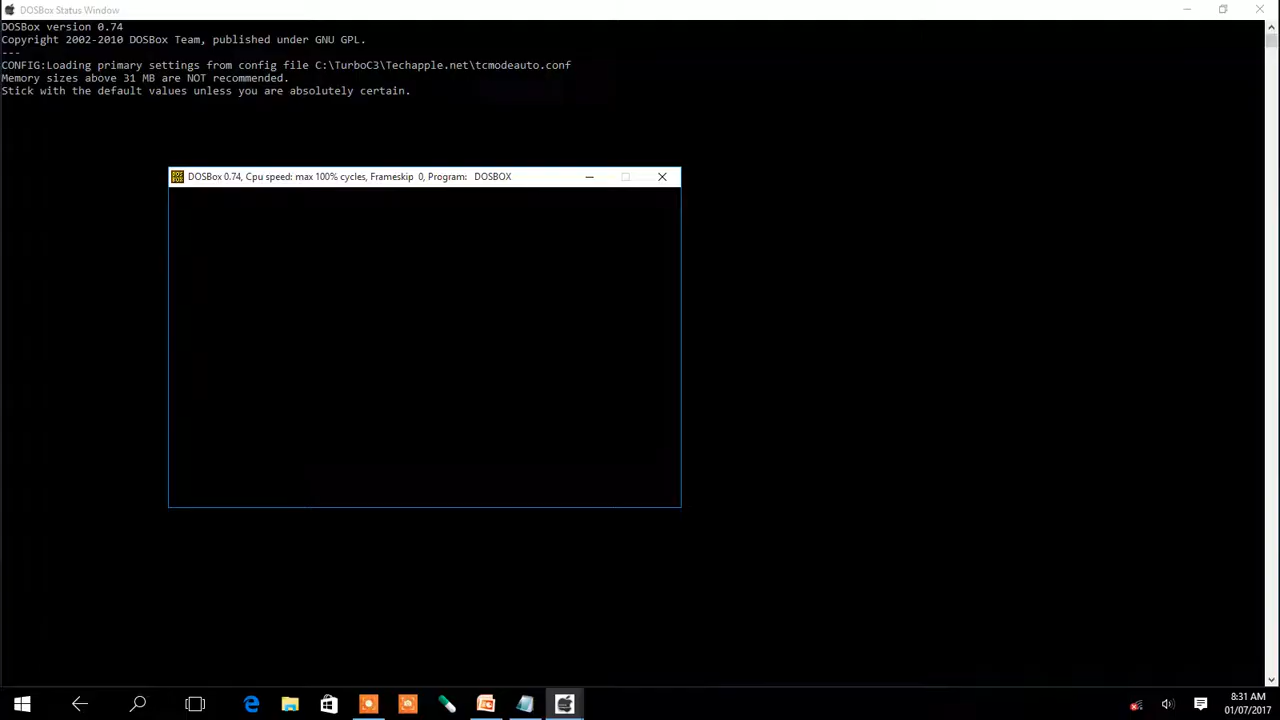 DOSBox Status Window
DOSBox version 0.74
Copyright 2002-2010 DOSBox Team, published under GNU GPL.
---
CONFIG:Loading primary settings from config file C:\TurboC3\Techapple.net\tcmodeauto.conf
Memory sizes above 31 MB are NOT recommended.
Stick with the default values unless you are absolutely certain.
DOSBox 0.74, Cpu speed: max 100% cycles, Frameskip 0, Program: DOSBOX
8:31 AM
01/07/2017